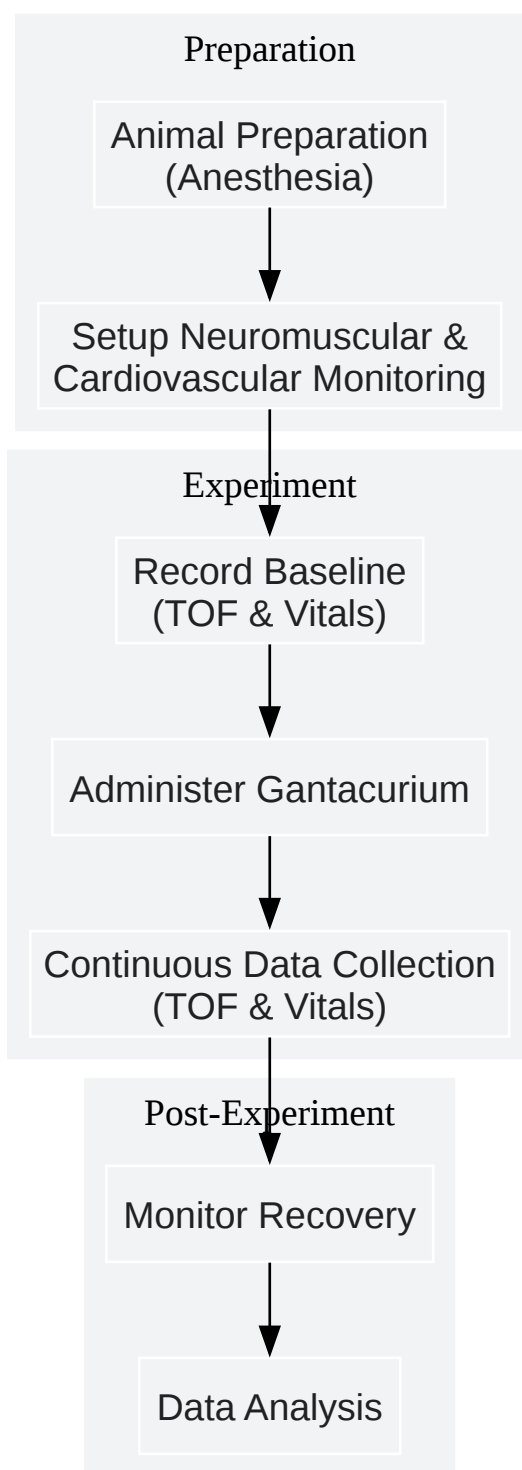 Preparation
Animal Preparation
(Anesthesia)
Setup Neuromuscular &
Cardiovascular Monitoring
Experiment
Record Baseline
(TOF & Vitals)
Administer Gantacurium
Continuous Data Collection
(TOF & Vitals)
Post-Experiment
Monitor Recovery
Data Analysis